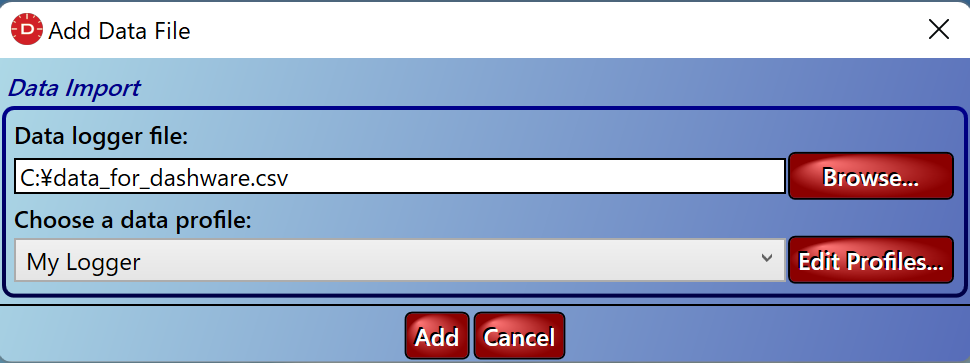 D Add Data File
Data Import
Data logger file:
C:¥data_for_dashware.csv
Browse...
Choose a data profile:
My Logger
Edit Profiles...
Add Cancel